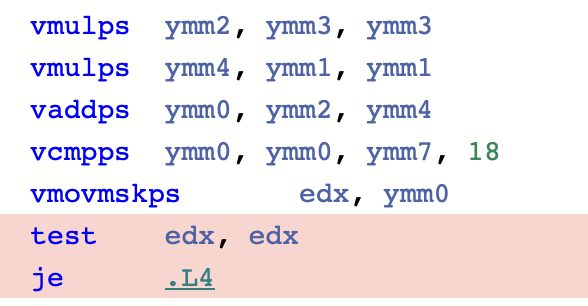 vmulps ymm2, ymm3, ymm3
vmulps ymm4, ymm1, ymm1
vaddps ymm0, ymm2, ymm4
vcmpps ymm0, ymm0, ymm7, 18
vmovmskps edx, ymm0
test edx, edx
je .L4